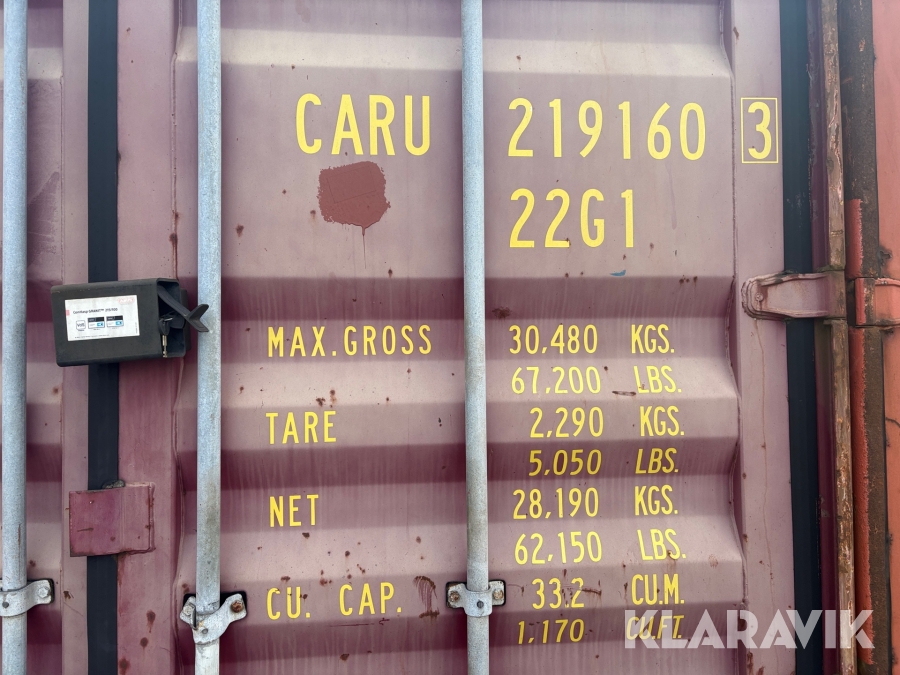 CARU 219160 3
22G1
MAX. GROSS 30,480 KGS.
67,200 LBS.
TARE 2,290 KGS.
5,050 LBS.
NET 28,190 KGS.
62,150 LBS.
CU. CAP. 33.2 CU.M.
1,170 CU.FT.
KLARAVIK